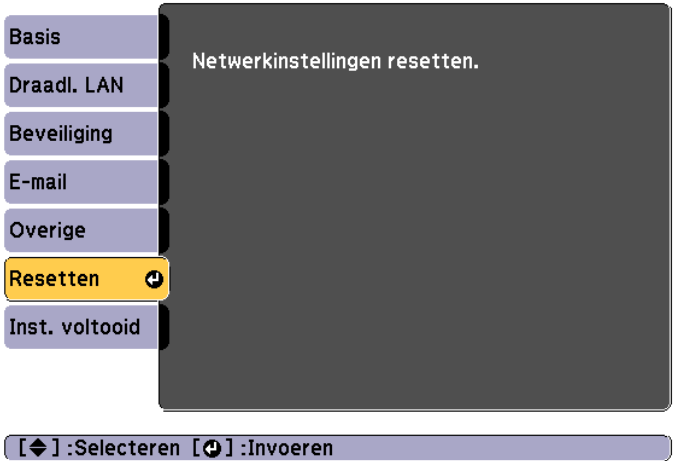 Basis
Draadl. LAN
Beveiliging
E-mail
Overige
Resetten
Inst. voltooid
Netwerkinstellingen resetten.
[◆] :Selecteren [↵] :Invoeren